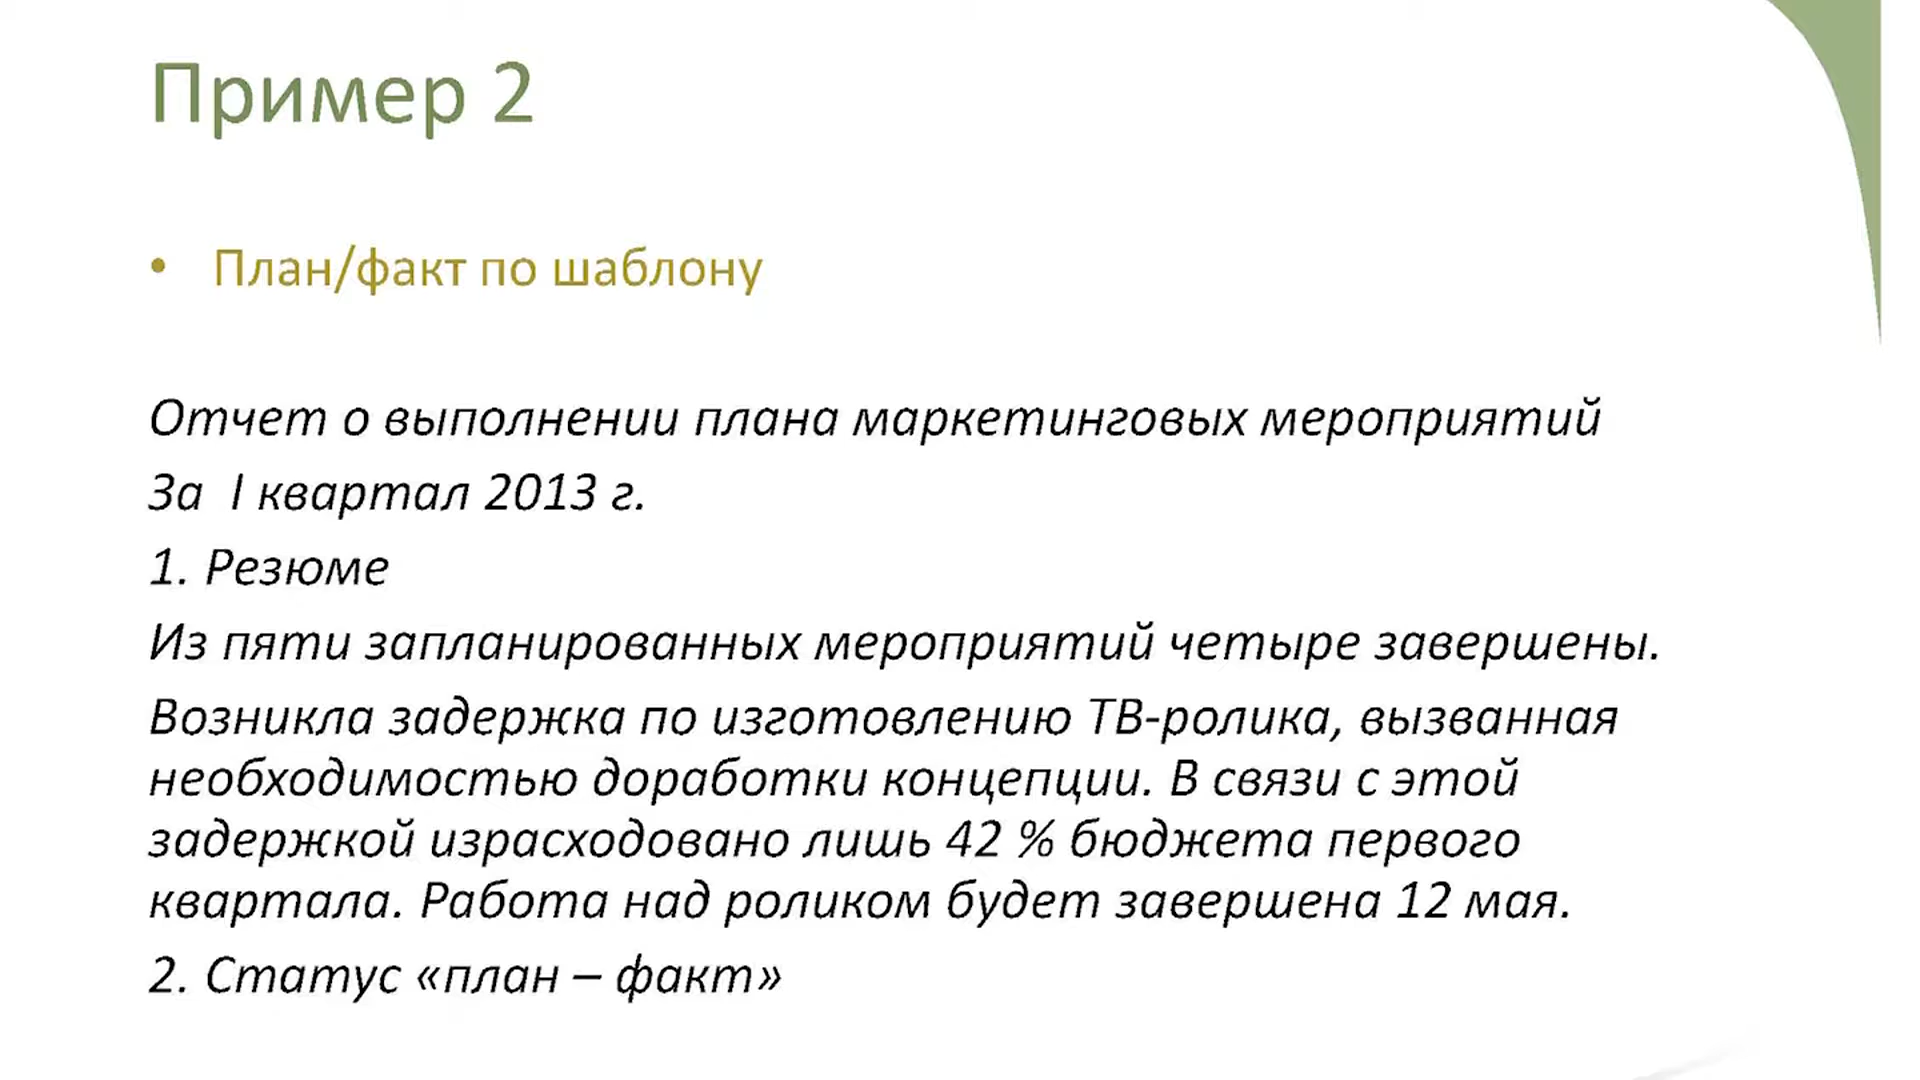 Пример 2
• План/факт по шаблону
Отчет о выполнении плана маркетинговых мероприятий
За I квартал 2013 г.
1. Резюме
Из пяти запланированных мероприятий четыре завершены.
Возникла задержка по изготовлению ТВ-ролика, вызванная
необходимостью доработки концепции. В связи с этой
задержкой израсходовано лишь 42 % бюджета первого
квартала. Работа над роликом будет завершена 12 мая.
2. Статус «план – факт»